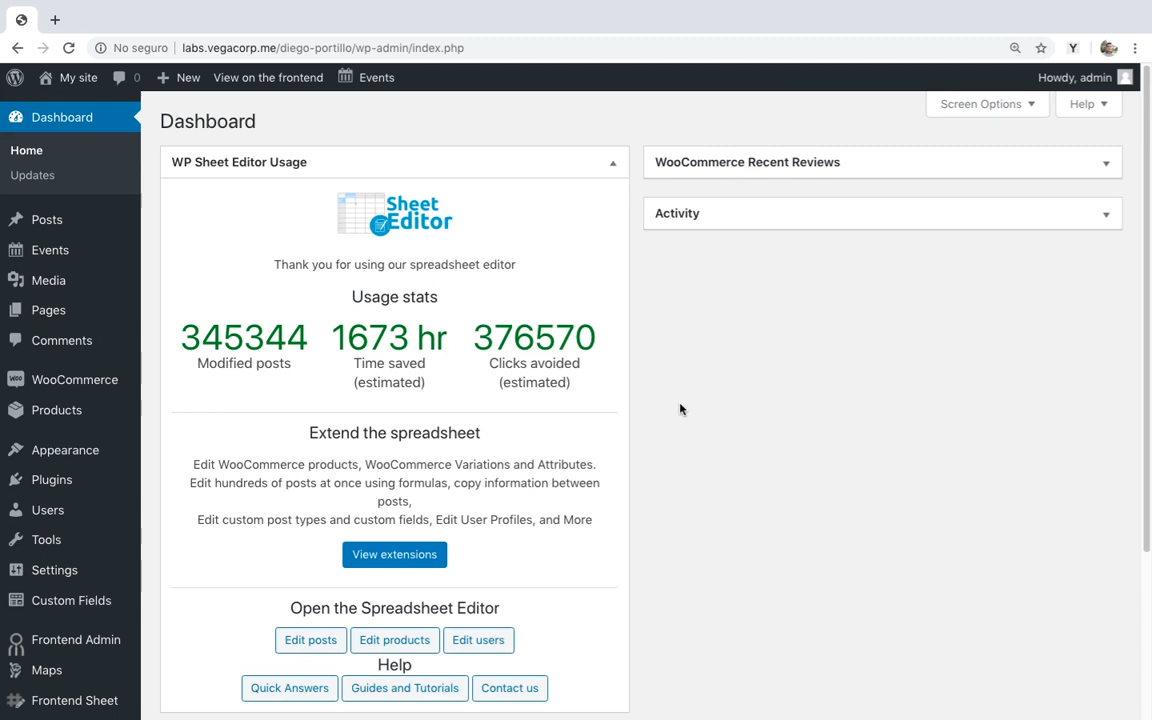 No seguro
labs.vegacorp.me/diego-portillo/wp-admin/index.php
Y
My site
0
New
View on the frontend
Events
Howdy, admin
Dashboard
Home
Updates
Posts
Events
Media
Pages
Comments
WooCommerce
Products
Appearance
Plugins
Users
Tools
Settings
Custom Fields
Frontend Admin
Maps
Frontend Sheet
Screen Options
Help
Dashboard
WP Sheet Editor Usage
Sheet
Editor
Thank you for using our spreadsheet editor
Usage stats
345344 1673 hr 376570
Modified posts Time saved Clicks avoided
(estimated) (estimated)
Extend the spreadsheet
Edit WooCommerce products, WooCommerce Variations and Attributes.
Edit hundreds of posts at once using formulas, copy information between
posts,
Edit custom post types and custom fields, Edit User Profiles, and More
View extensions
Open the Spreadsheet Editor
Edit posts Edit products Edit users
Help
Quick Answers Guides and Tutorials Contact us
WooCommerce Recent Reviews
Activity